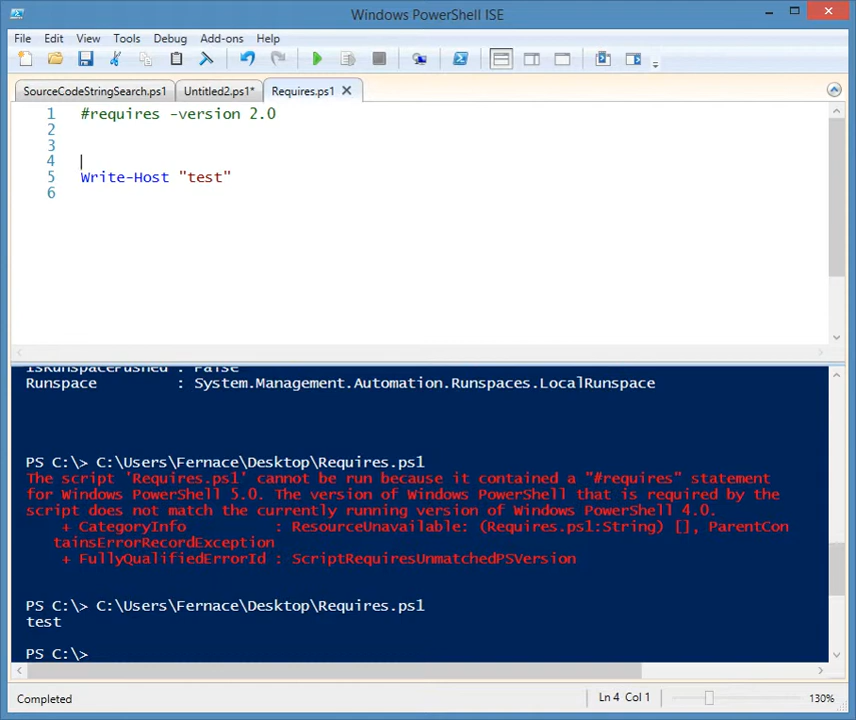 Windows PowerShell ISE
File Edit View Tools Debug Add-ons Help
SourceCodeStringSearch.ps1 Untitled2.ps1* Requires.ps1
1 #requires -version 2.0
2
3
4
5 Write-Host "test"
6
IsRunspacePushed : False
Runspace : System.Management.Automation.Runspaces.LocalRunspace
PS C:\> C:\Users\Fernace\Desktop\Requires.ps1
The script 'Requires.ps1' cannot be run because it contained a "#requires" statement
for Windows PowerShell 5.0. The version of Windows PowerShell that is required by the
script does not match the currently running version of Windows PowerShell 4.0.
+ CategoryInfo : ResourceUnavailable: (Requires.ps1:String) [], ParentCon
tainsErrorRecordException
+ FullyQualifiedErrorId : ScriptRequiresUnmatchedPSVersion
PS C:\> C:\Users\Fernace\Desktop\Requires.ps1
test
PS C:\>
Completed Ln 4 Col 1 130%